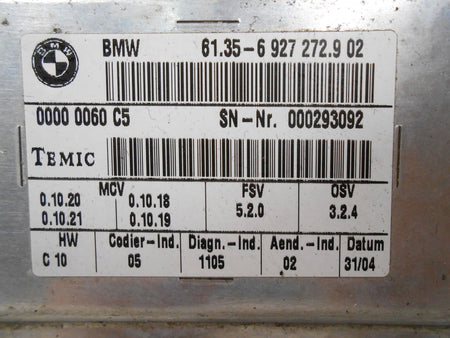 BMW BMW 61.35-6 927 272.9 02
0000 0060 C5 SN-Nr. 000293092
TEMIC
MCV FSV OSV
0.10.20 0.10.18 5.2.0 3.2.4
0.10.21 0.10.19
HW Codier-Ind. Diagn.-Ind. Aend.-Ind. Datum
C 10 05 1105 02 31/04